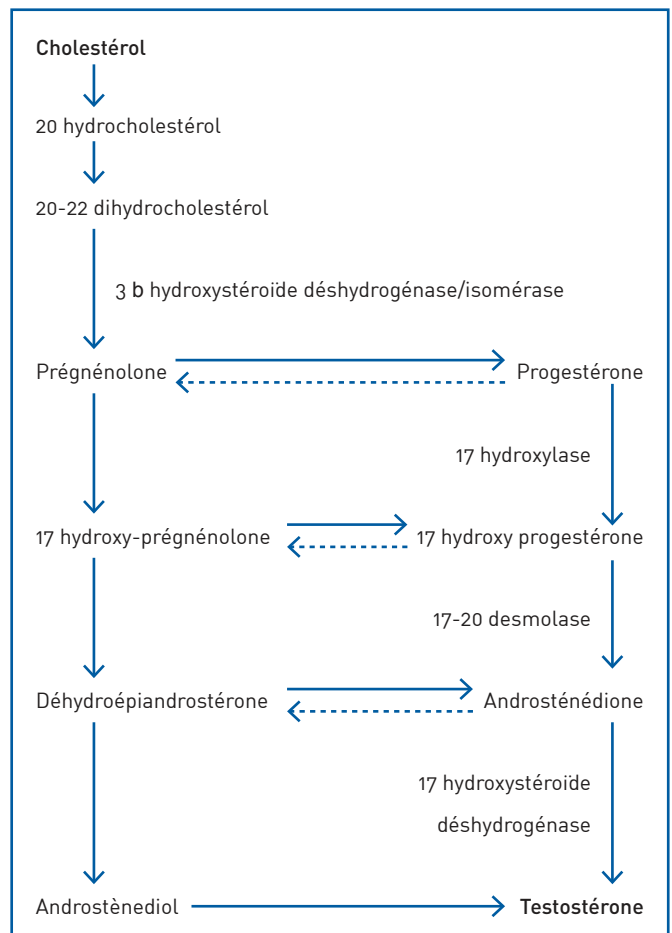 Cholestérol
20 hydrocholestérol
20-22 dihydrocholestérol
3 b hydroxystéroïde déshydrogénase/isomérase
Prégnénolone
Progestérone
17 hydroxylase
17 hydroxy-prégnénolone
17 hydroxy progestérone
17-20 desmolase
Déhydroépiandrostérone
Androsténédione
17 hydroxystéroïde
déshydrogénase
Androstènediol
Testostérone